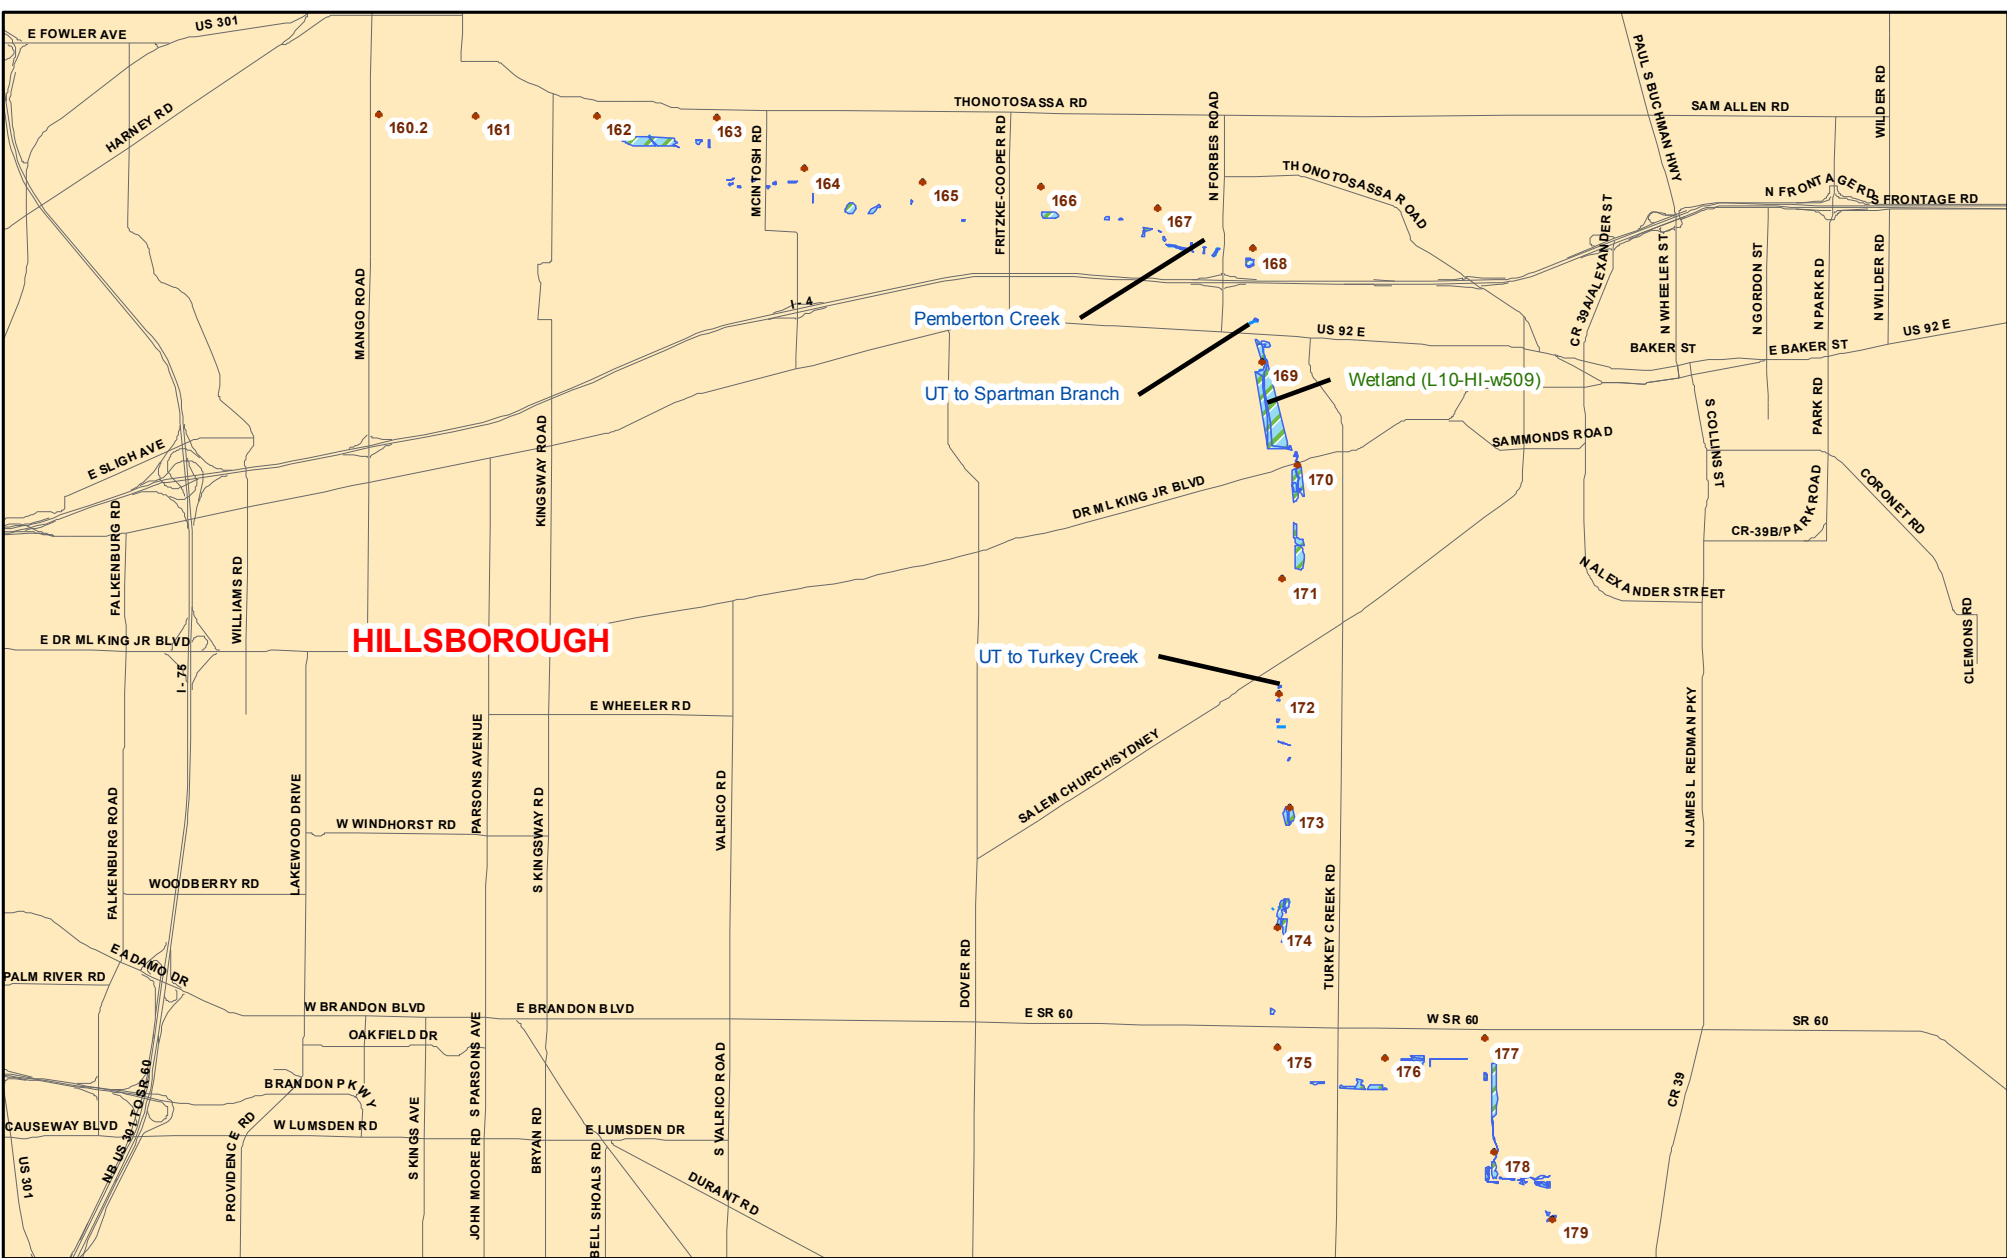 US 301
E FOWLER AVE
HARNEY RD
THONOTOSASSA RD
SAM ALLEN RD
PAUL S BUCHMAN HWY
WILDER RD
160.2
161
162
163
MCINTOSH RD
FRITZKE-COOPER RD
N FORBES ROAD
THONOTOSASSA ROAD
N FRONTAGE RD
S FRONTAGE RD
164
165
166
167
168
CR 39A/ALEXANDER ST
N WHEELER ST
N GORDON ST
N PARK RD
N WILDER RD
MANGO ROAD
I - 4
Pemberton Creek
US 92 E
US 92 E
BAKER ST
E BAKER ST
169
Wetland (L10-HI-w509)
UT to Spartman Branch
PARK RD
S COLLINS ST
SAMMONDS ROAD
E SLIGH AVE
KINGSWAY ROAD
FALKENBURG RD
170
DR M L KING JR BLVD
CORONET RD
CR-39B/PARK ROAD
WILLIAMS RD
171
N ALEXANDER STREET
CLEMONS RD
E DR ML KING JR BLVD
HILLSBOROUGH
I - 75
UT to Turkey Creek
172
E WHEELER RD
PARSONS AVENUE
VALRICO RD
SALEM CHURCH/SYDNEY
N JAMES L REDMAN PKY
FALKENBURG ROAD
LAKEWOOD DRIVE
W WINDHORST RD
S KINGSWAY RD
173
WOODBERRY RD
TURKEY CREEK RD
174
DOVER RD
E ADAMO DR
PALM RIVER RD
W BRANDON BLVD
E BRANDON BLVD
E SR 60
W SR 60
SR 60
OAKFIELD DR
175
176
177
BRANDON PKWY
NB US 301 TO SR 60
S PARSONS AVE
S VALRICO ROAD
CR 39
CAUSEWAY BLVD
W LUMSDEN RD
E LUMSDEN DR
US 301
PROVIDENCE RD
S KINGS AVE
JOHN MOORE RD
BRYAN RD
BELL SHOALS RD
DURANT RD
178
179